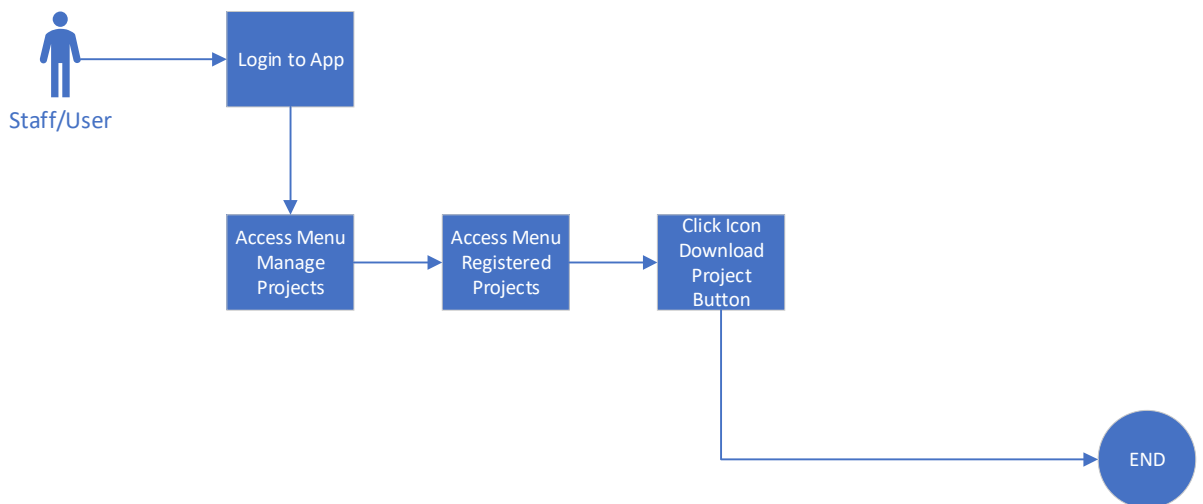 Login to App
Staff/User
Access Menu
Manage
Projects
Access Menu
Registered
Projects
Click Icon
Download
Project
Button
END